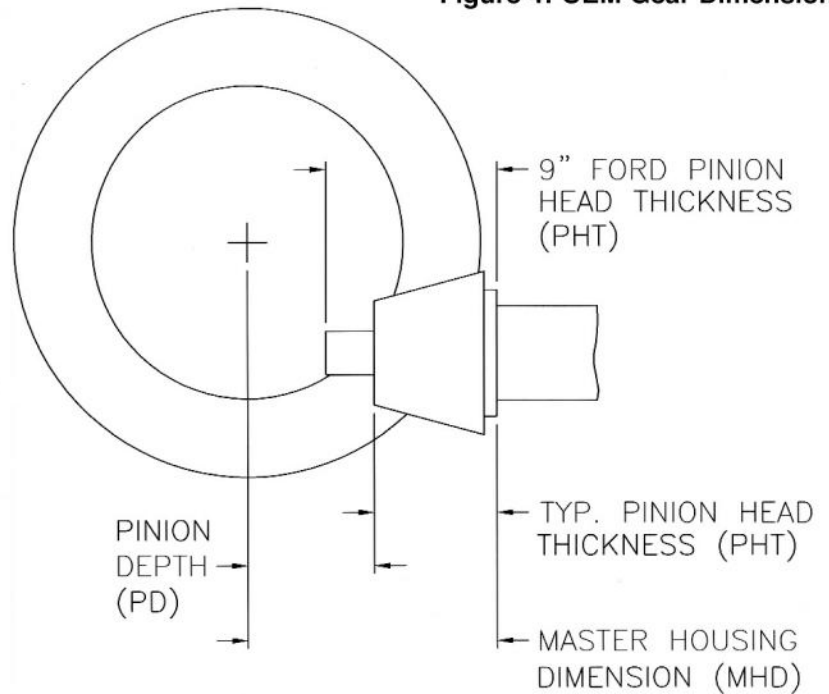 Figure 1. OEM Gear Dimension
9" FORD PINION
HEAD THICKNESS
(PHT)
PINION
DEPTH
(PD)
TYP. PINION HEAD
THICKNESS (PHT)
MASTER HOUSING
DIMENSION (MHD)